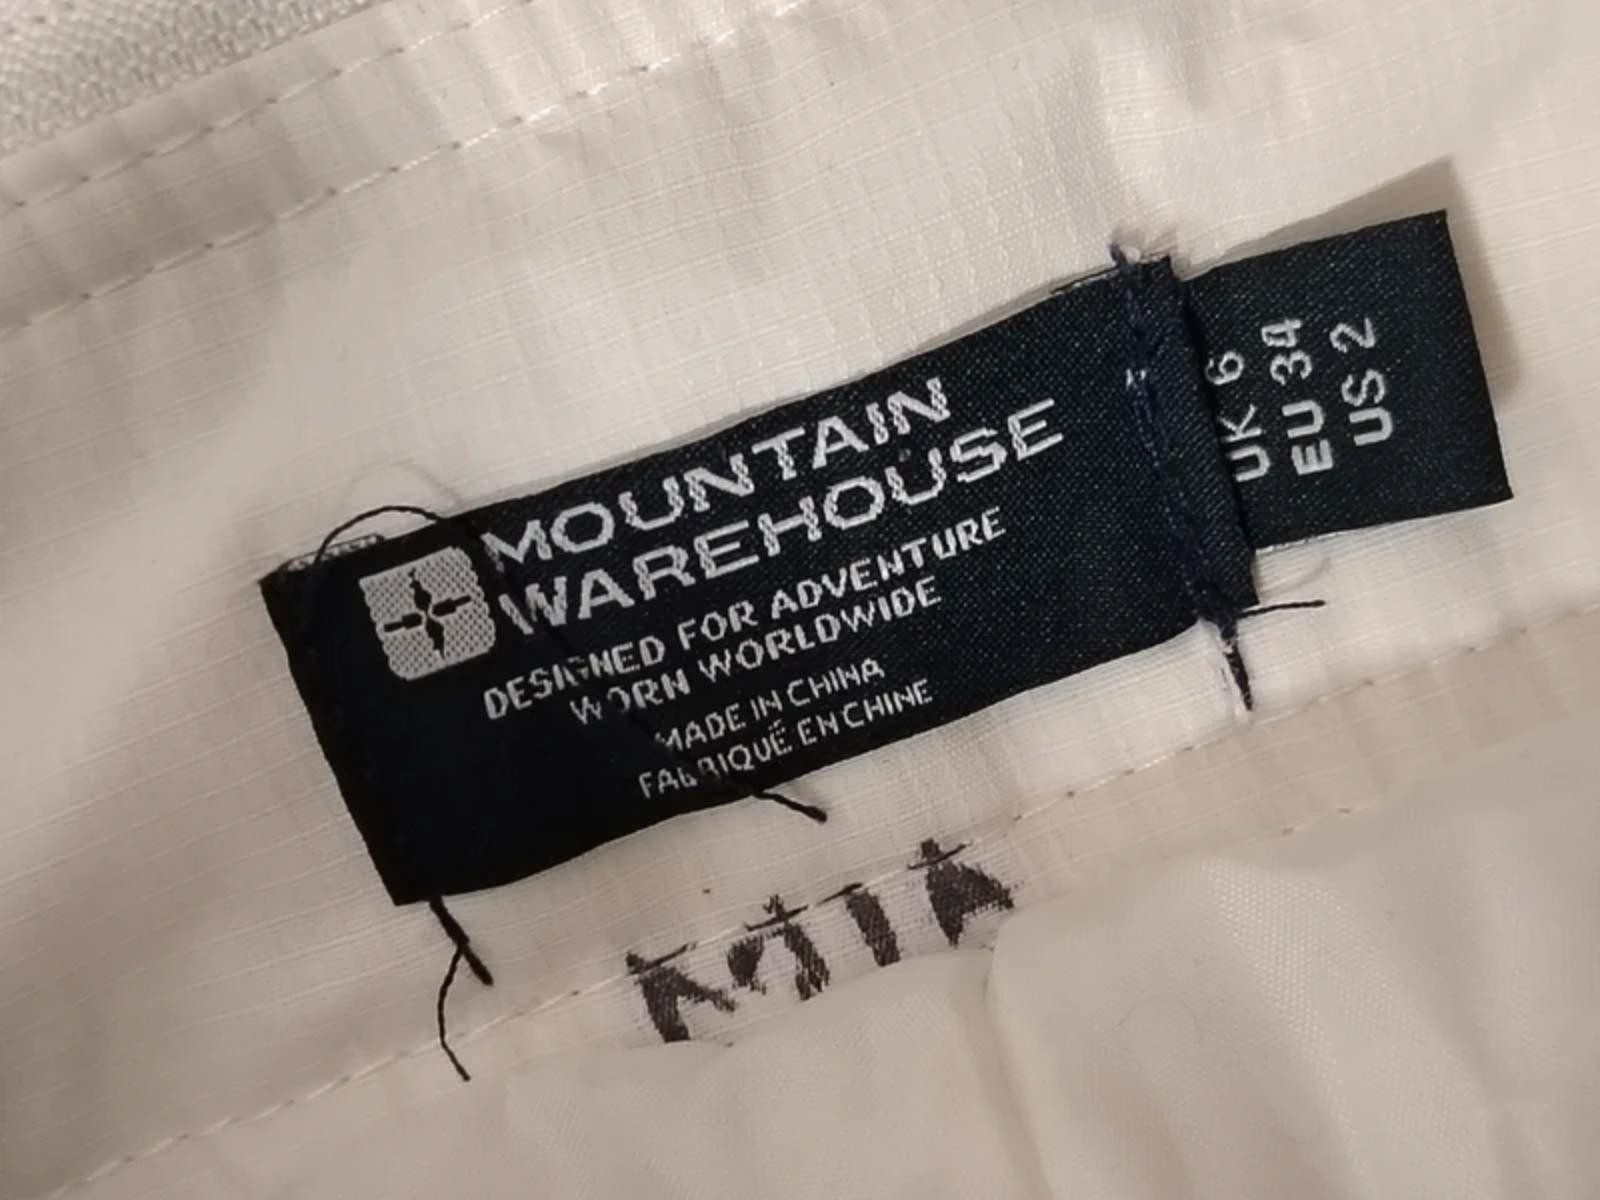 MOUNTAIN
WAREHOUSE
DESIGNED FOR ADVENTURE
WORN WORLDWIDE
MADE IN CHINA
FABRIQUÉ EN CHINE
UK 6
EU 34
US 2